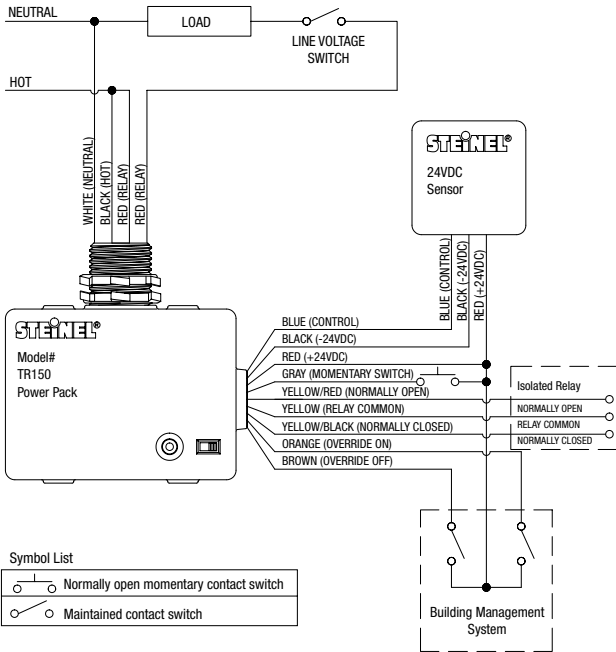 NEUTRAL
LOAD
LINE VOLTAGE
SWITCH
HOT
WHITE (NEUTRAL)
BLACK (HOT)
RED (RELAY)
RED (RELAY)
STEINEL®
24VDC
Sensor
BLUE (CONTROL)
BLACK (-24VDC)
RED (+24VDC)
STEINEL®
Model#
TR150
Power Pack
BLUE (CONTROL)
BLACK (-24VDC)
RED (+24VDC)
GRAY (MOMENTARY SWITCH)
YELLOW/RED (NORMALLY OPEN)
YELLOW (RELAY COMMON)
YELLOW/BLACK (NORMALLY CLOSED)
ORANGE (OVERRIDE ON)
BROWN (OVERRIDE OFF)
Isolated Relay
NORMALLY OPEN
RELAY COMMON
NORMALLY CLOSED
Building Management
System
Symbol List
Normally open momentary contact switch
Maintained contact switch